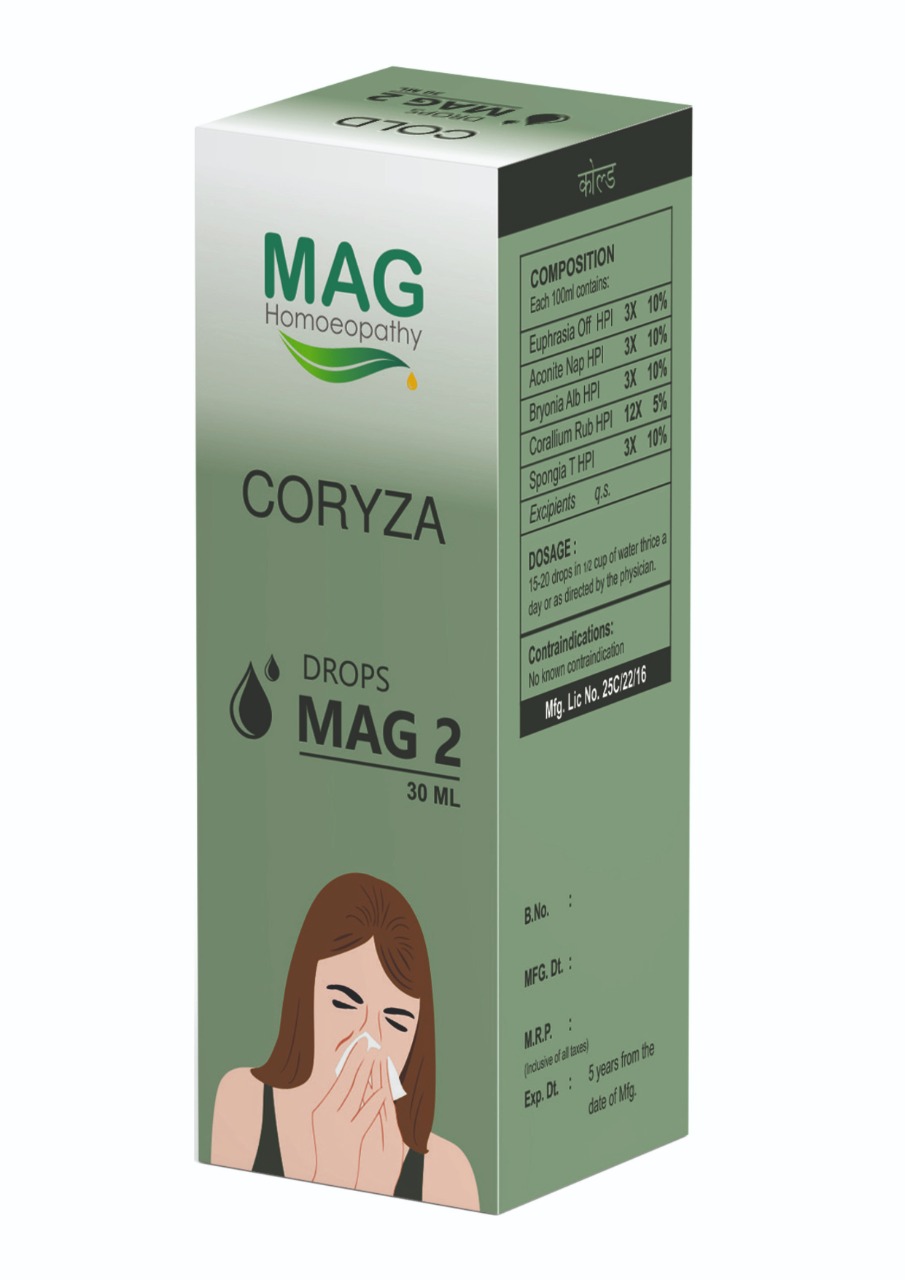 COLD
DROPS
MAG 2
30 ML
MAG
Homoeopathy
CORYZA
DROPS
MAG 2
30 ML
कोल्ड
COMPOSITION
Each 100ml contains:
Euphrasia Off HPI 3X 10%
Aconite Nap HPI 3X 10%
Bryonia Alb HPI 3X 10%
Corallium Rub HPI 12X 5%
Spongia T HPI 3X 10%
Excipients q.s.
DOSAGE :
15-20 drops in 1/2 cup of water thrice a
day or as directed by the physician.
Contraindications:
No known contraindication
Mfg. Lic No. 25C/22/16
B.No. :
MFG. Dt. :
M.R.P. :
(Inclusive of all taxes)
Exp. Dt. : 5 years from the
date of Mfg.